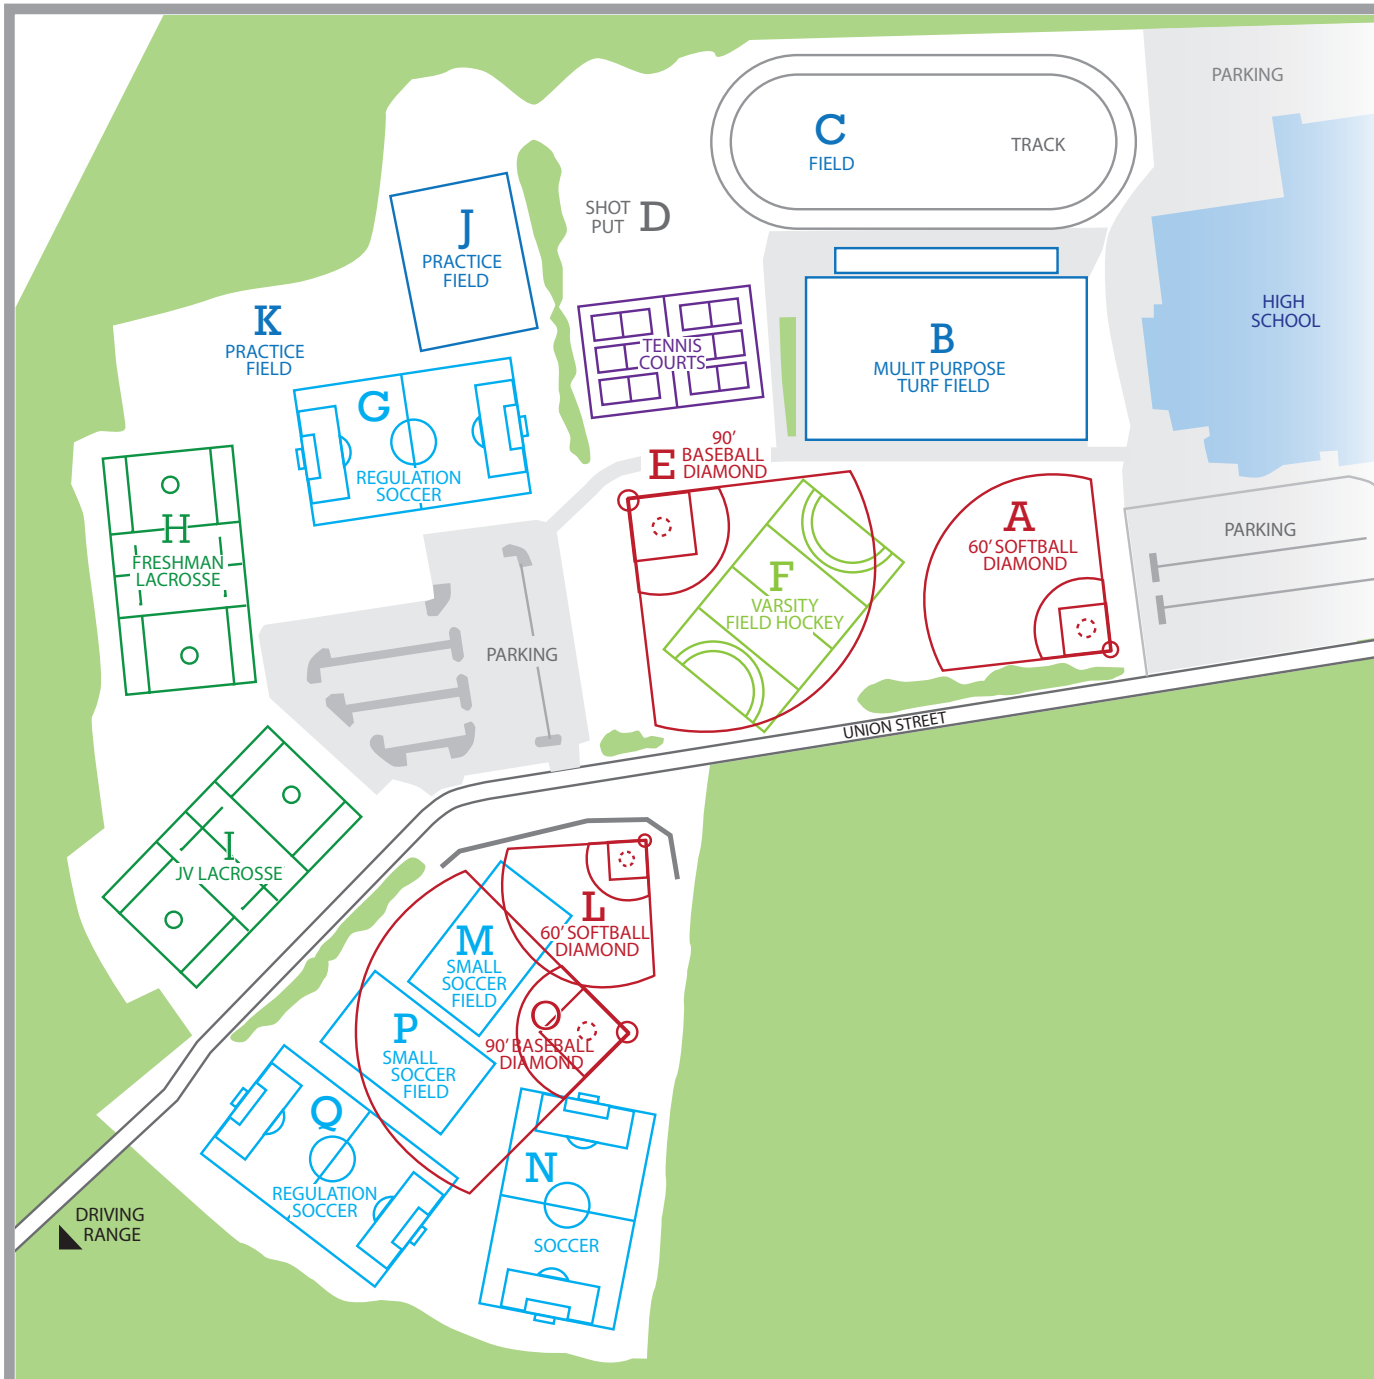 PARKING
C
FIELD
TRACK
SHOT
PUT
D
J
PRACTICE
FIELD
K
PRACTICE
FIELD
HIGH
SCHOOL
B
MULIT PURPOSE
TURF FIELD
TENNIS
COURTS
G
REGULATION
SOCCER
E
90'
BASEBALL
DIAMOND
A
60' SOFTBALL
DIAMOND
PARKING
H
FRESHMAN
LACROSSE
F
VARSITY
FIELD HOCKEY
PARKING
UNION STREET
I
JV LACROSSE
L
60' SOFTBALL
DIAMOND
M
SMALL
SOCCER
FIELD
O
90' BASEBALL
DIAMOND
P
SMALL
SOCCER
FIELD
Q
REGULATION
SOCCER
N
SOCCER
DRIVING
RANGE